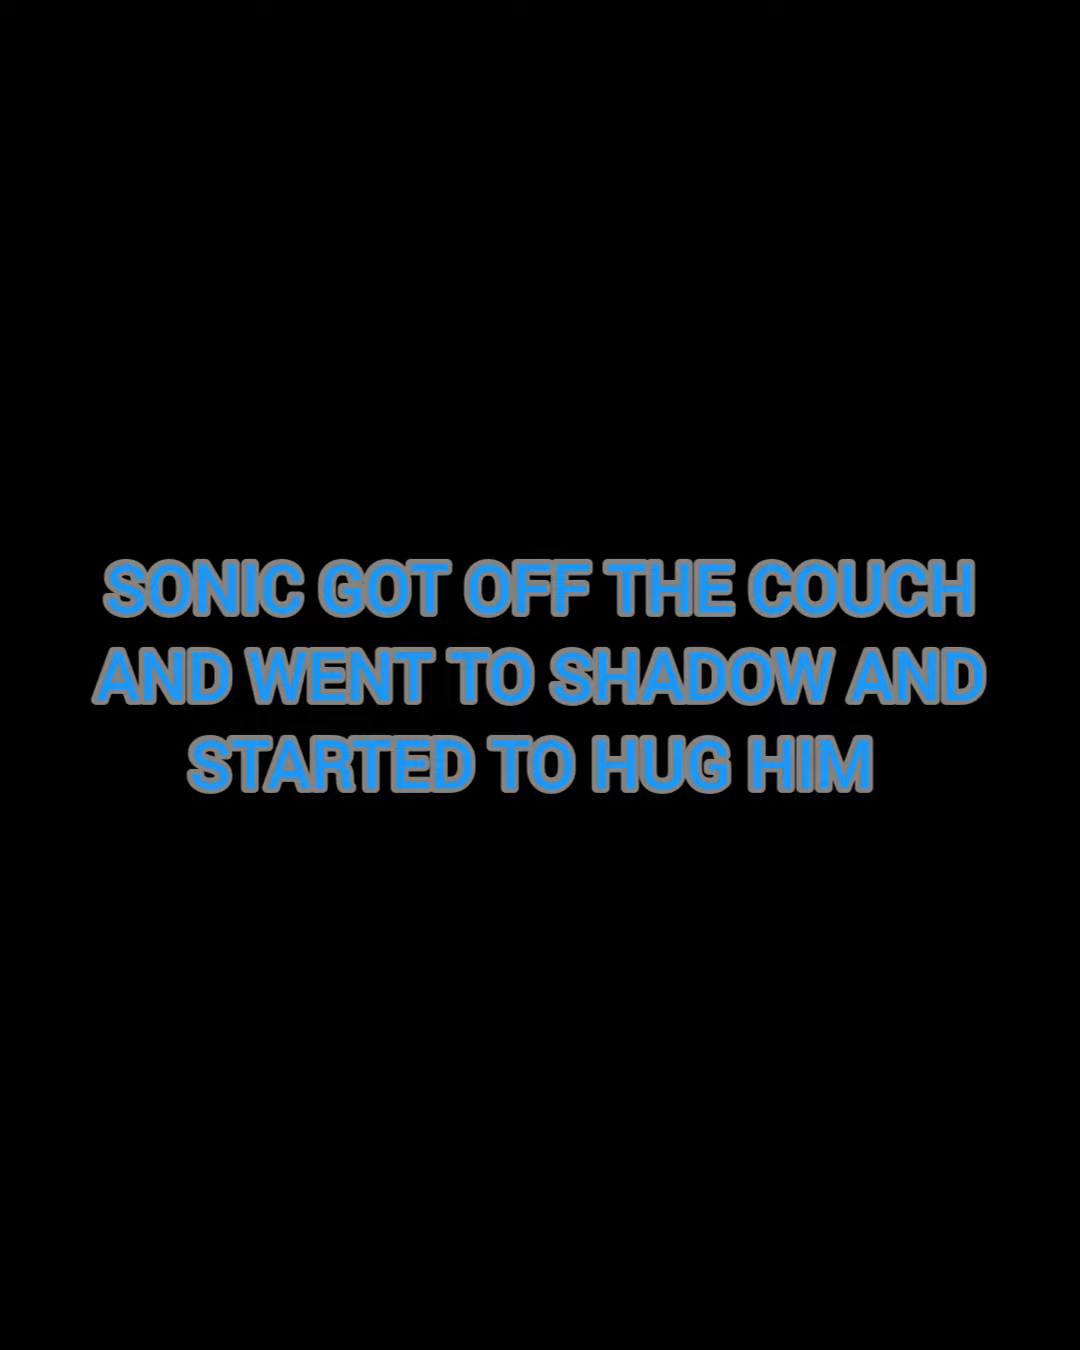 SONIC GOT OFF THE COUCH
AND WENT TO SHADOW AND
STARTED TO HUG HIM